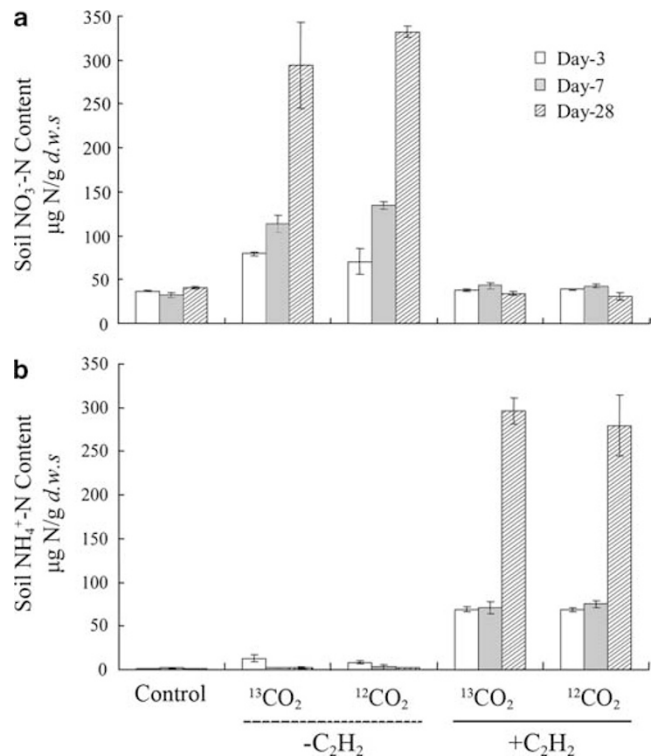 a
Soil NO₃⁻-N Content
µg N/g d.w.s
350
300
250
200
150
100
50
0
Day-3
Day-7
Day-28
b
Soil NH₄⁺-N Content
µg N/g d.w.s
350
300
250
200
150
100
50
0
Control ¹³CO₂ ¹²CO₂ ¹³CO₂ ¹²CO₂
-C₂H₂ +C₂H₂